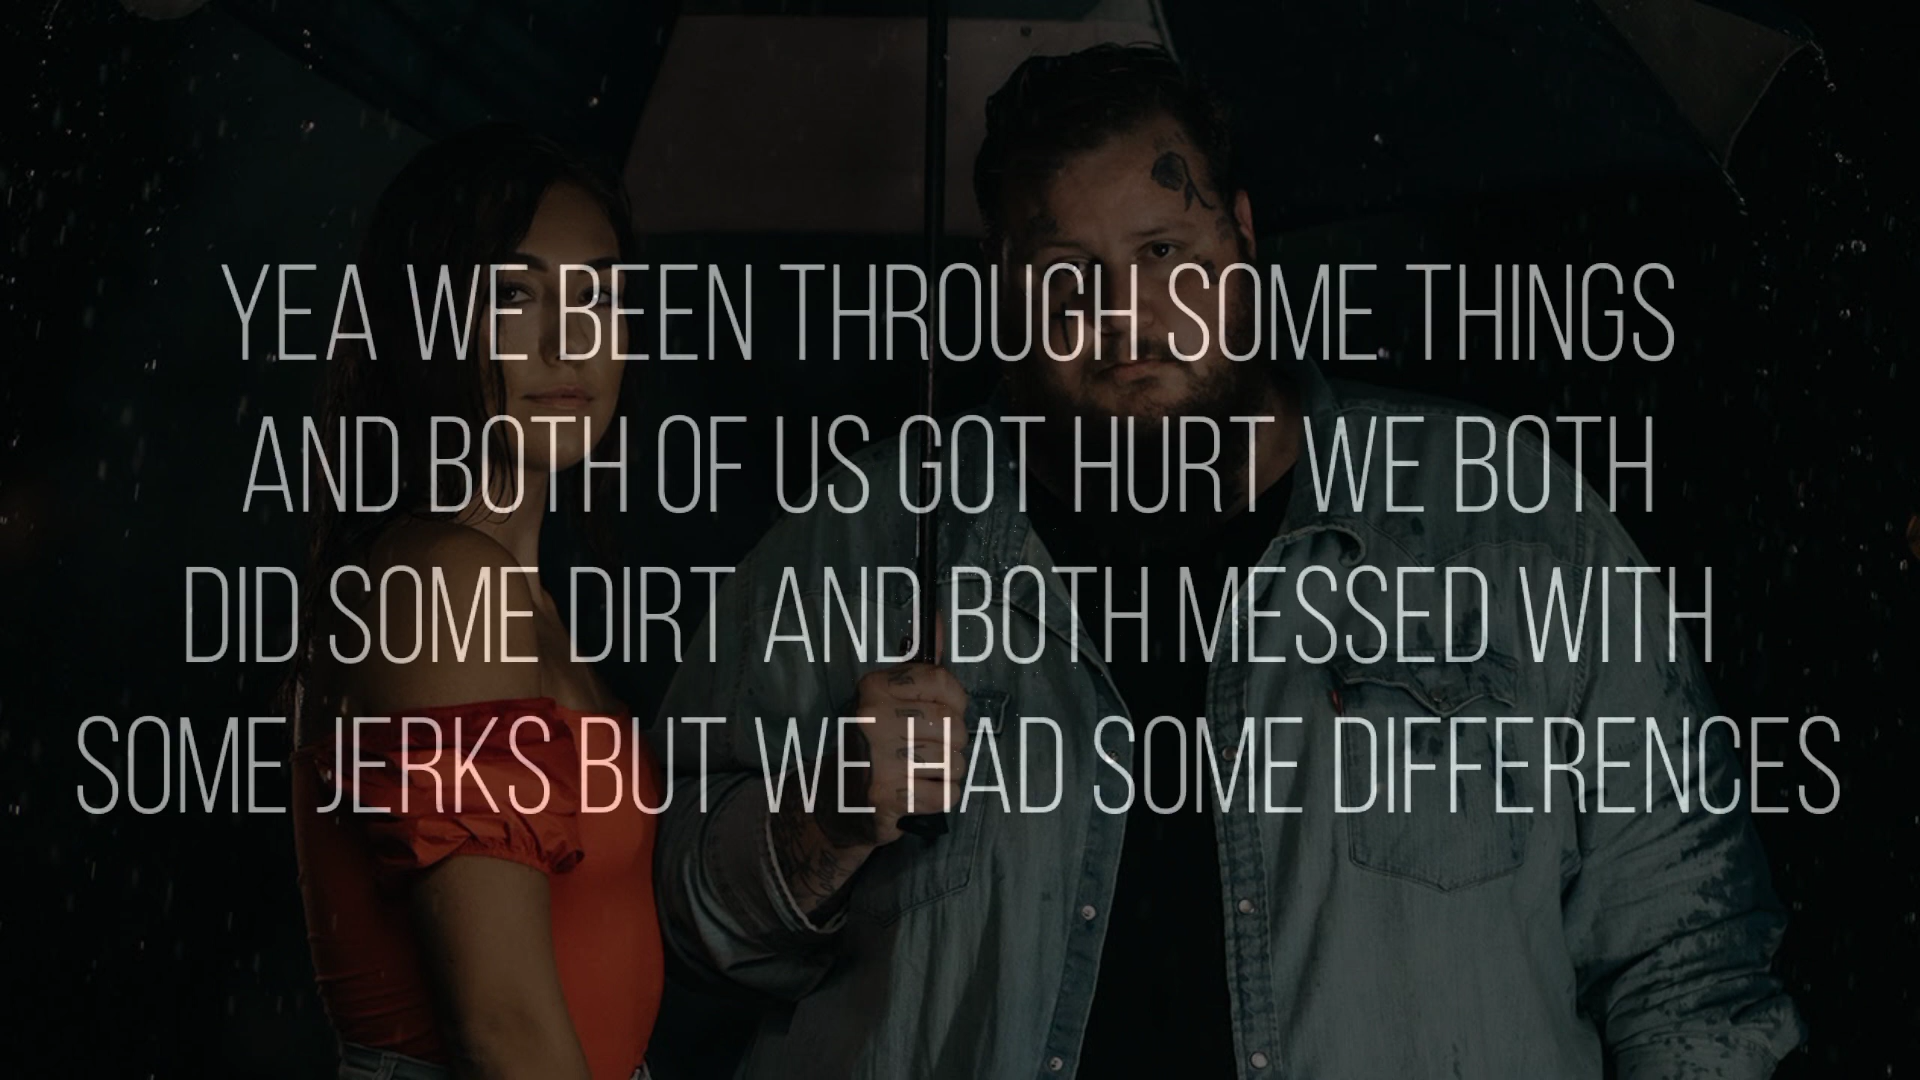 YEA WE BEEN THROUGH SOME THINGS
AND BOTH OF US GOT HURT WE BOTH
DID SOME DIRT AND BOTH MESSED WITH
SOME JERKS BUT WE HAD SOME DIFFERENCES